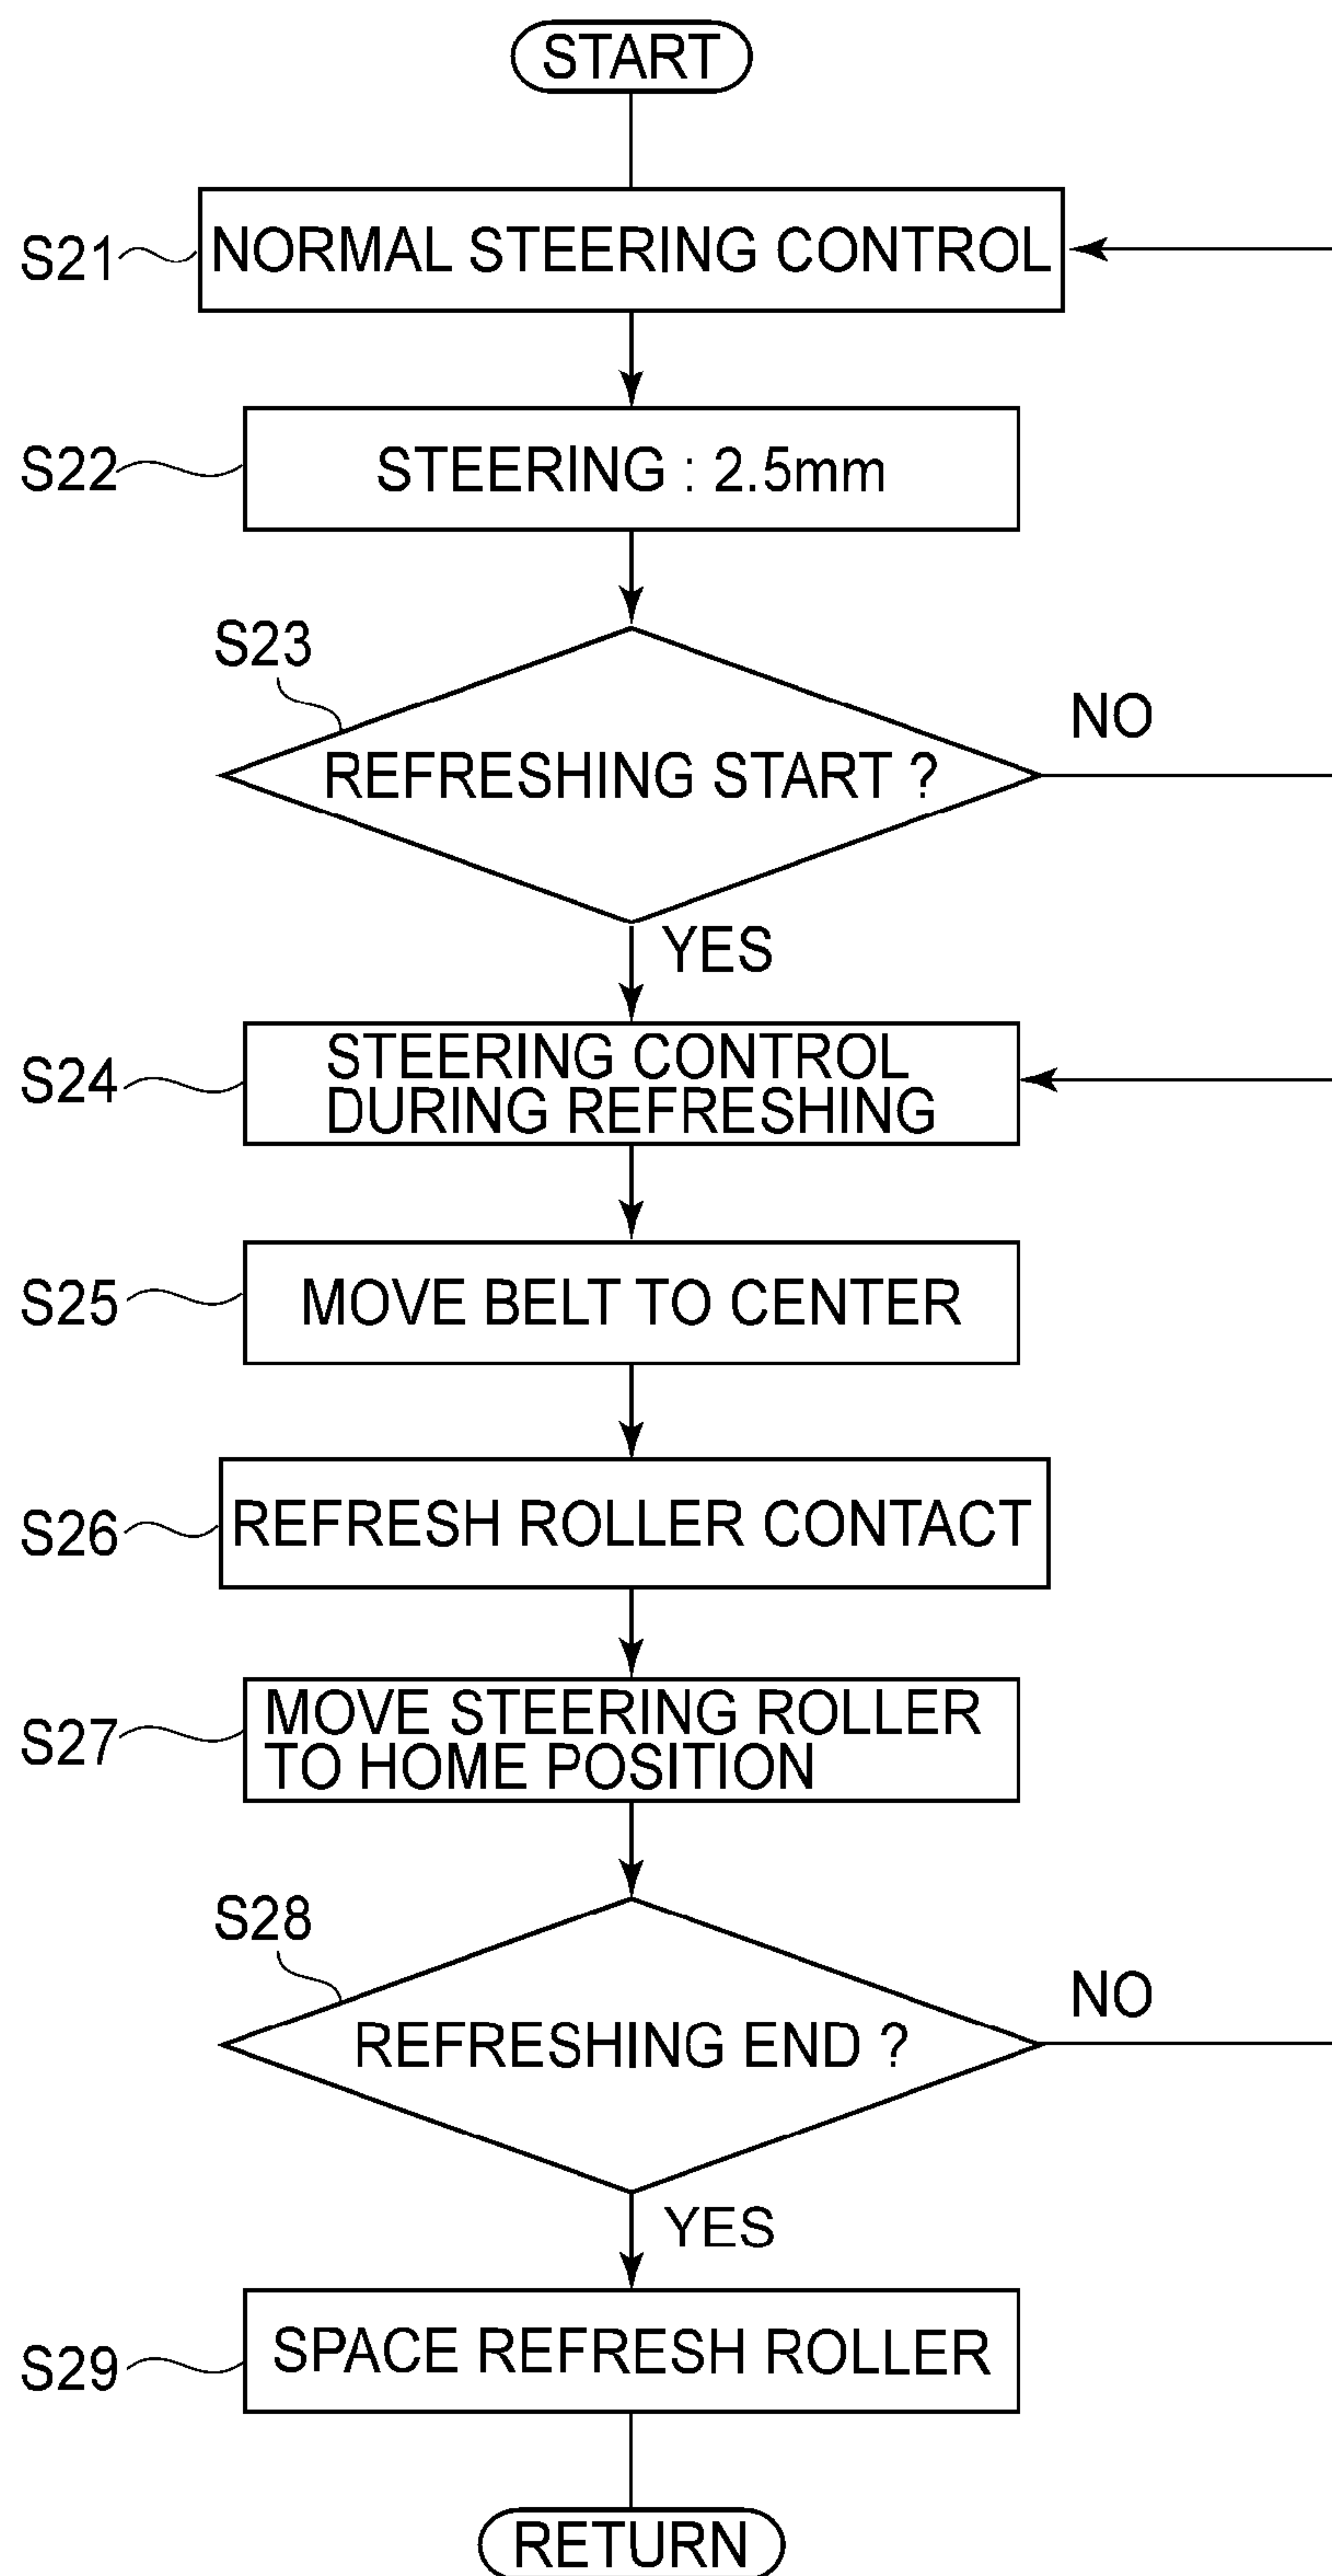 START
S21
NORMAL STEERING CONTROL
S22
STEERING : 2.5mm
S23
REFRESHING START ?
NO
YES
S24
STEERING CONTROL
DURING REFRESHING
S25
MOVE BELT TO CENTER
S26
REFRESH ROLLER CONTACT
S27
MOVE STEERING ROLLER
TO HOME POSITION
S28
REFRESHING END ?
NO
YES
S29
SPACE REFRESH ROLLER
RETURN